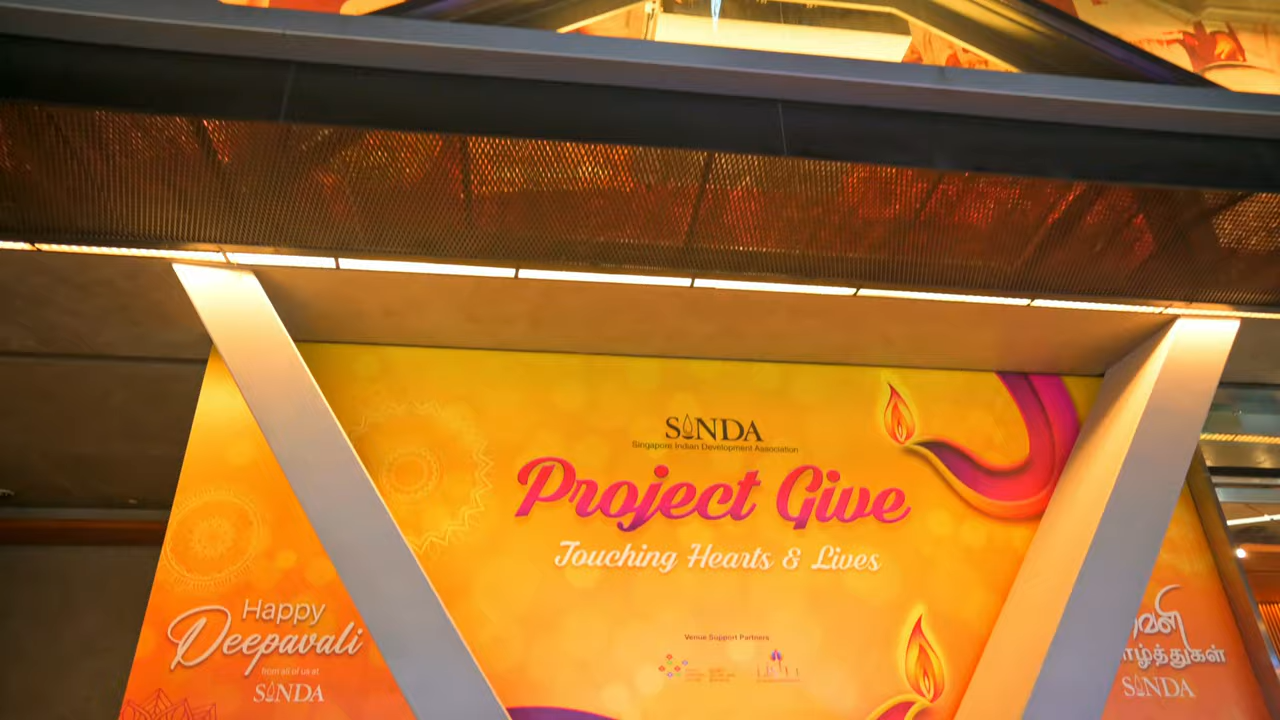 SINDA
Singapore Indian Development Association
Project Give
Touching Hearts & Lives
Venue Support Partners
Happy
Deepavali
from all of us at
SINDA
SINDA